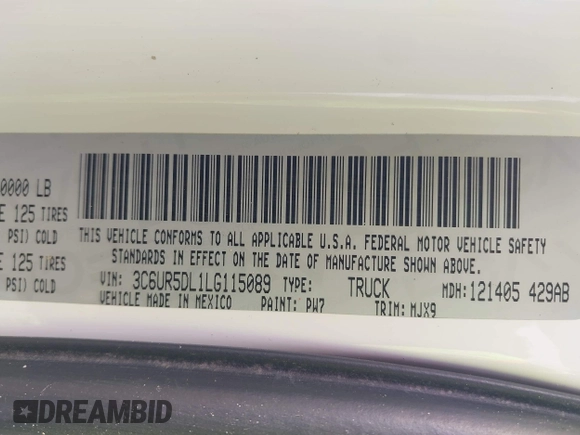 0000 LB
E 125 TIRES
PSI) COLD
E 125 TIRES
PSI) COLD
THIS VEHICLE CONFORMS TO ALL APPLICABLE U.S.A. FEDERAL MOTOR VEHICLE SAFETY
STANDARDS IN EFFECT ON THE DATE OF MANUFACTURE SHOWN ABOVE.
VIN: 3C6UR5DL1LG115089 TYPE: TRUCK MDH: 121405 429AB
VEHICLE MADE IN MEXICO PAINT: PW7 TRIM: MJX9
DREAMBID